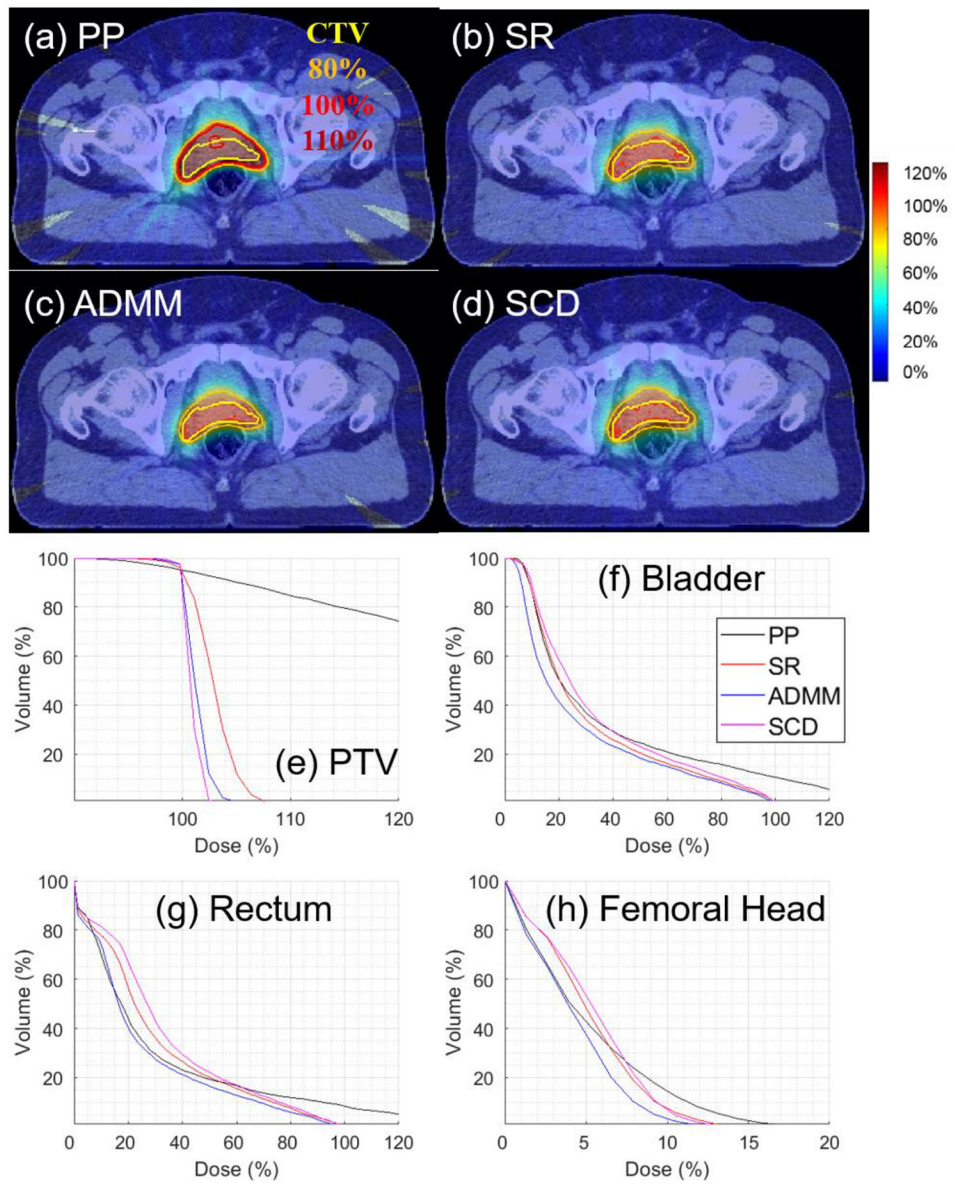 (a) PP
CTV
80%
100%
110%
(b) SR
(c) ADMM
(d) SCD
120%
100%
80%
60%
40%
20%
0%
100
80
60
40
20
Volume (%)
(e) PTV
100 110 120
Dose (%)
100
80
60
40
20
Volume (%)
(f) Bladder
PP
SR
ADMM
SCD
0 20 40 60 80 100 120
Dose (%)
100
80
60
40
20
Volume (%)
(g) Rectum
0 20 40 60 80 100 120
Dose (%)
100
80
60
40
20
Volume (%)
(h) Femoral Head
0 5 10 15 20
Dose (%)